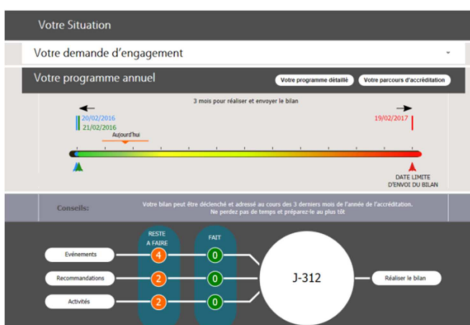 Votre Situation
Votre demande d'engagement
Votre programme annuel
Votre programme détaillé
Votre parcours d'accréditation
3 mois pour réaliser et envoyer le bilan
20/02/2016
21/02/2016
19/02/2017
Aujourd'hui
DATE LIMITE
D'ENVOI DU BILAN
Conseils:
Votre bilan peut être déclenché et adressé au cours des 3 derniers mois de l'année de l'accréditation.
Ne perdez pas de temps et préparez le au plus tôt
RESTE
A FAIRE
FAIT
Evénements
4
0
Recommandations
2
0
Activités
2
0
J-312
Réaliser le bilan